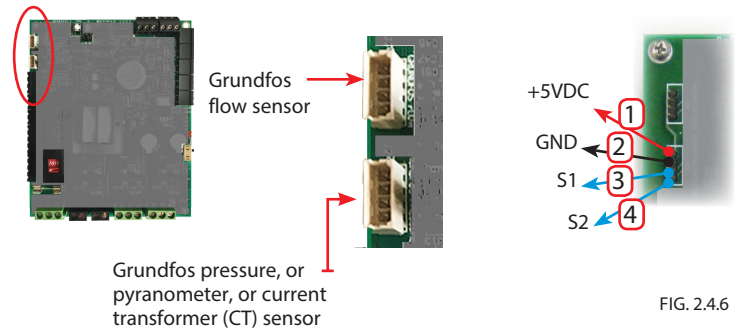 Grundfos
flow sensor
Grundfos pressure, or
pyranometer, or current
transformer (CT) sensor
+5VDC
1
GND
2
S1
3
S2
4
FIG. 2.4.6